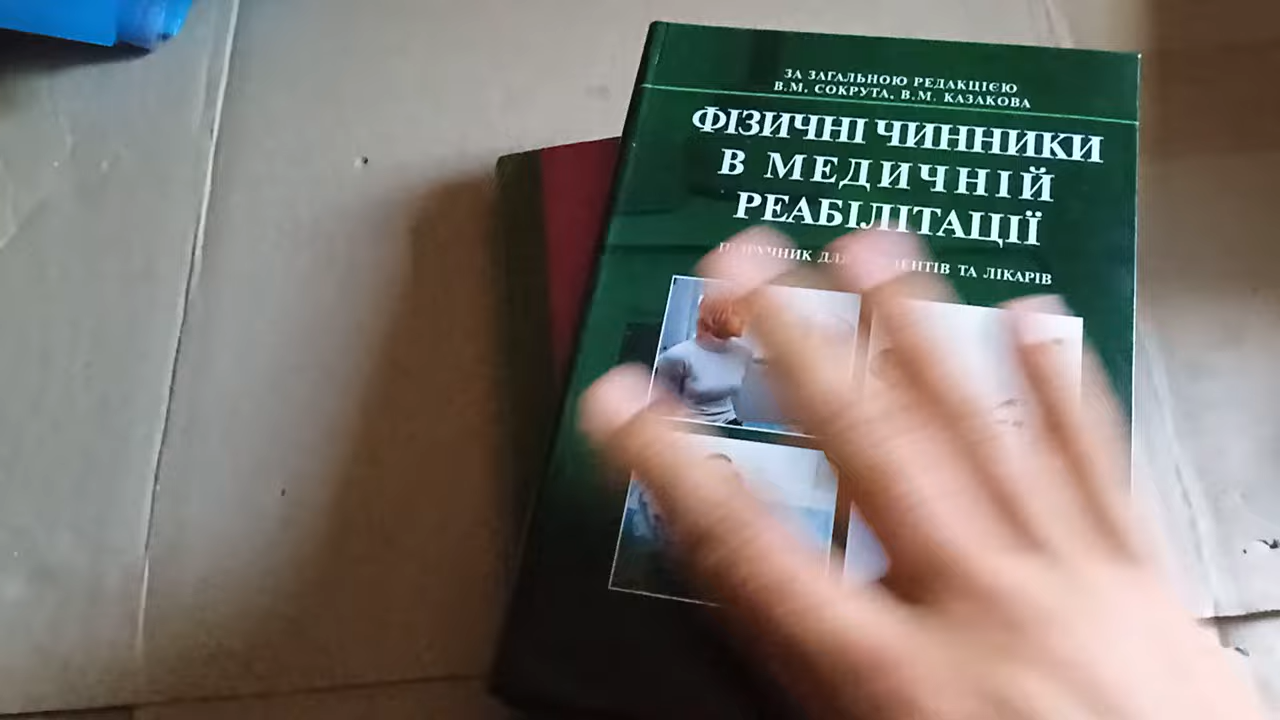 ЗА ЗАГАЛЬНОЮ РЕДАКЦІЄЮ
В.М. СОКРУТА, В.М. КАЗАКОВА
ФІЗИЧНІ ЧИННИКИ
В МЕДИЧНІЙ
РЕАБІЛІТАЦІЇ
ТА ЛІКАРІВ